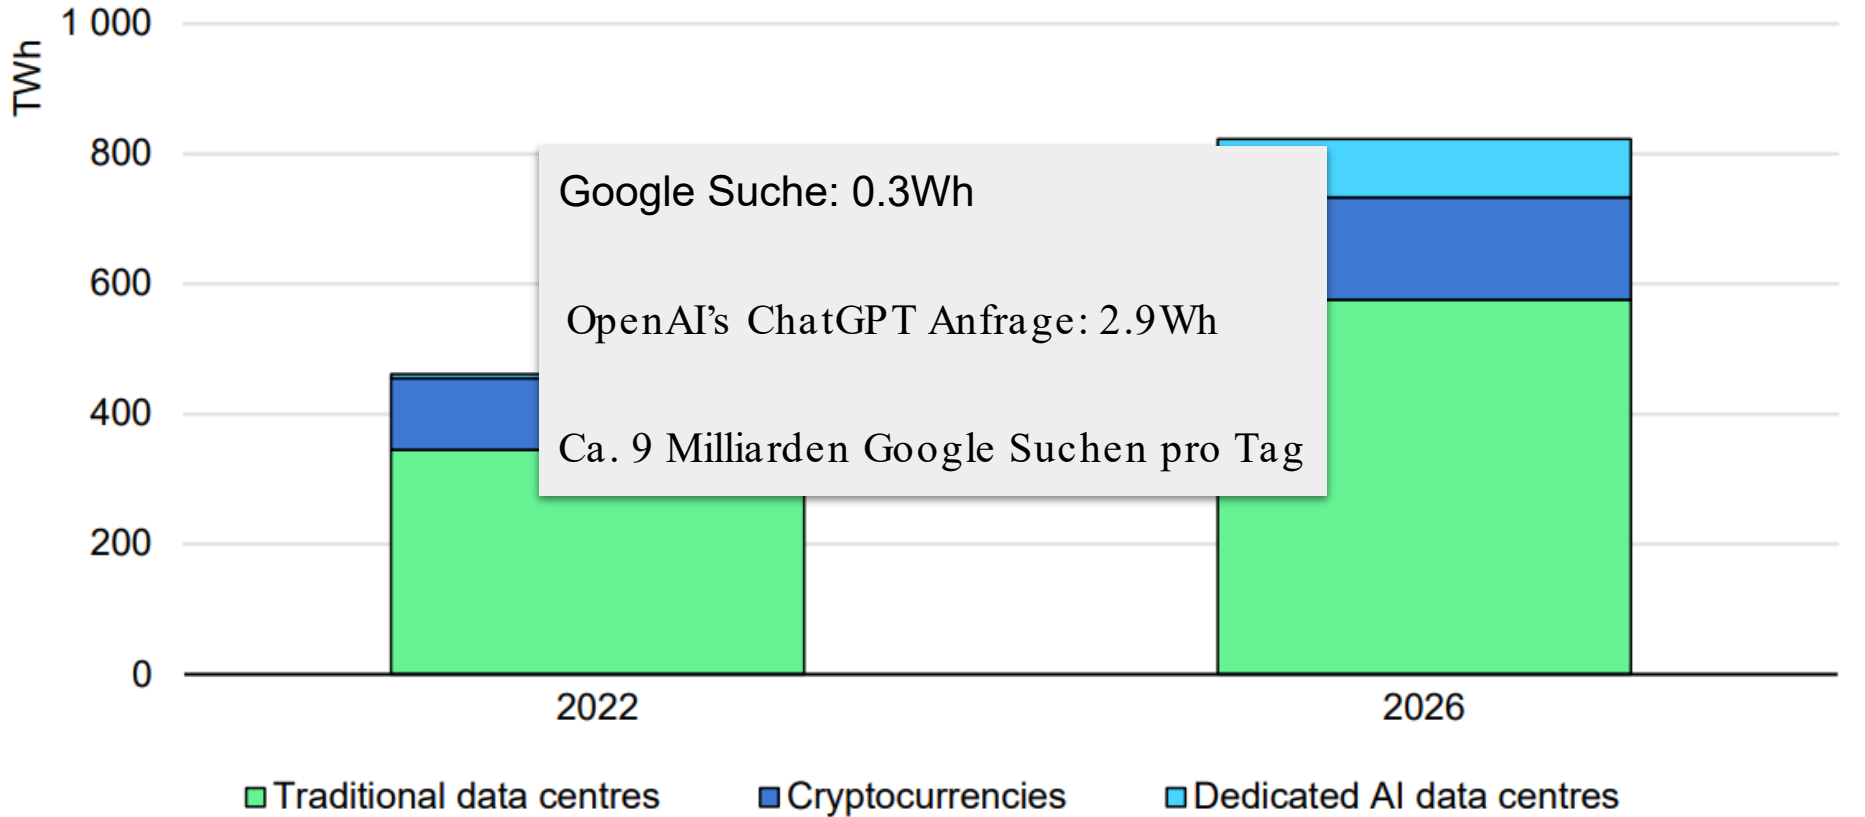 1 000
TWh
800
600
400
200
0
Google Suche: 0.3Wh
OpenAI’s ChatGPT Anfrage: 2.9Wh
Ca. 9 Milliarden Google Suchen pro Tag
2022
2026
Traditional data centres
Cryptocurrencies
Dedicated AI data centres